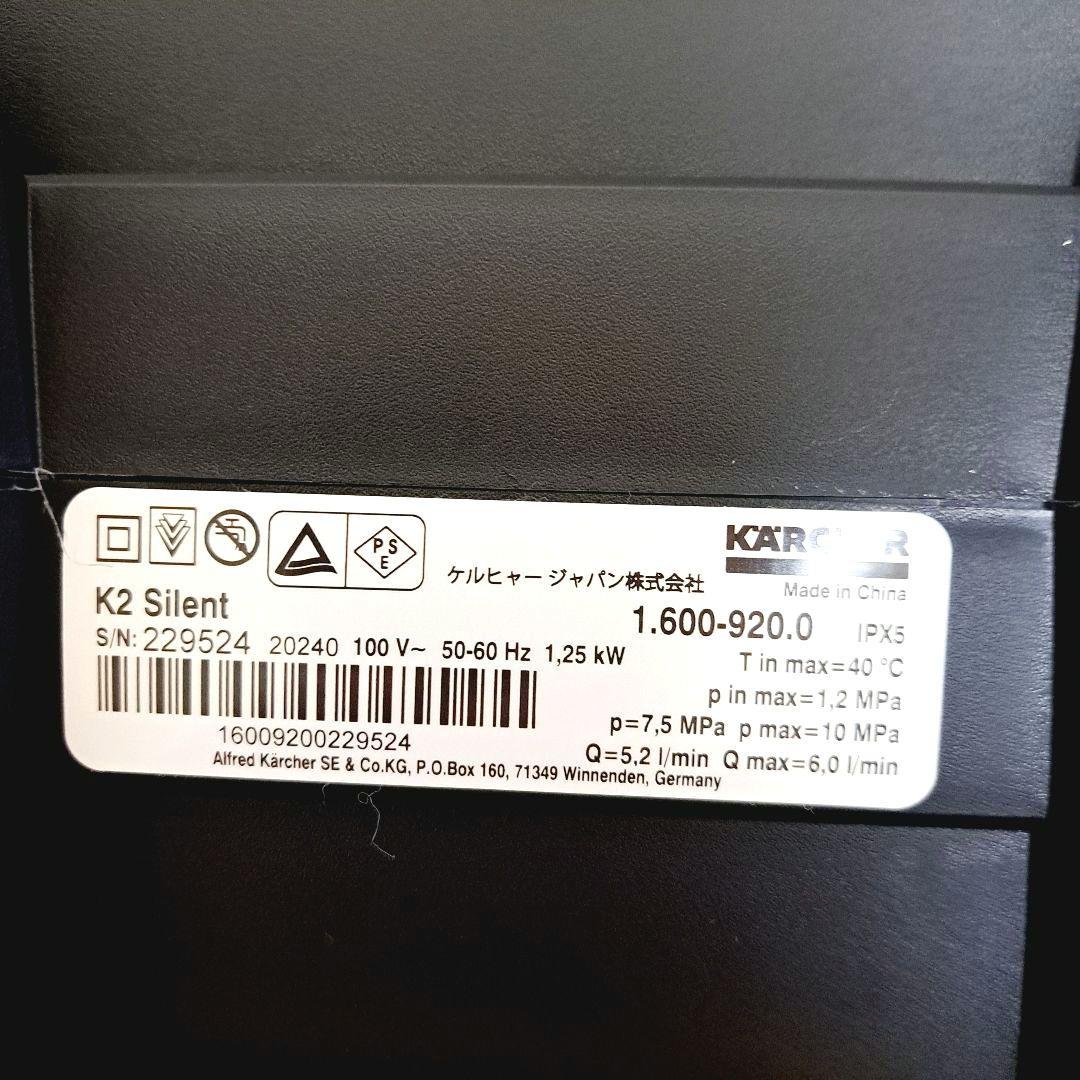 PS
E
ケルヒャー ジャパン株式会社
KÄRCHER
Made in China
K2 Silent
1.600-920.0 IPX5
S/N: 229524 20240 100 V~ 50-60 Hz 1,25 kW
T in max=40 °C
p in max=1,2 MPa
p=7,5 MPa p max=10 MPa
Q=5,2 l/min Q max=6,0 l/min
16009200229524
Alfred Kärcher SE & Co.KG, P.O.Box 160, 71349 Winnenden, Germany